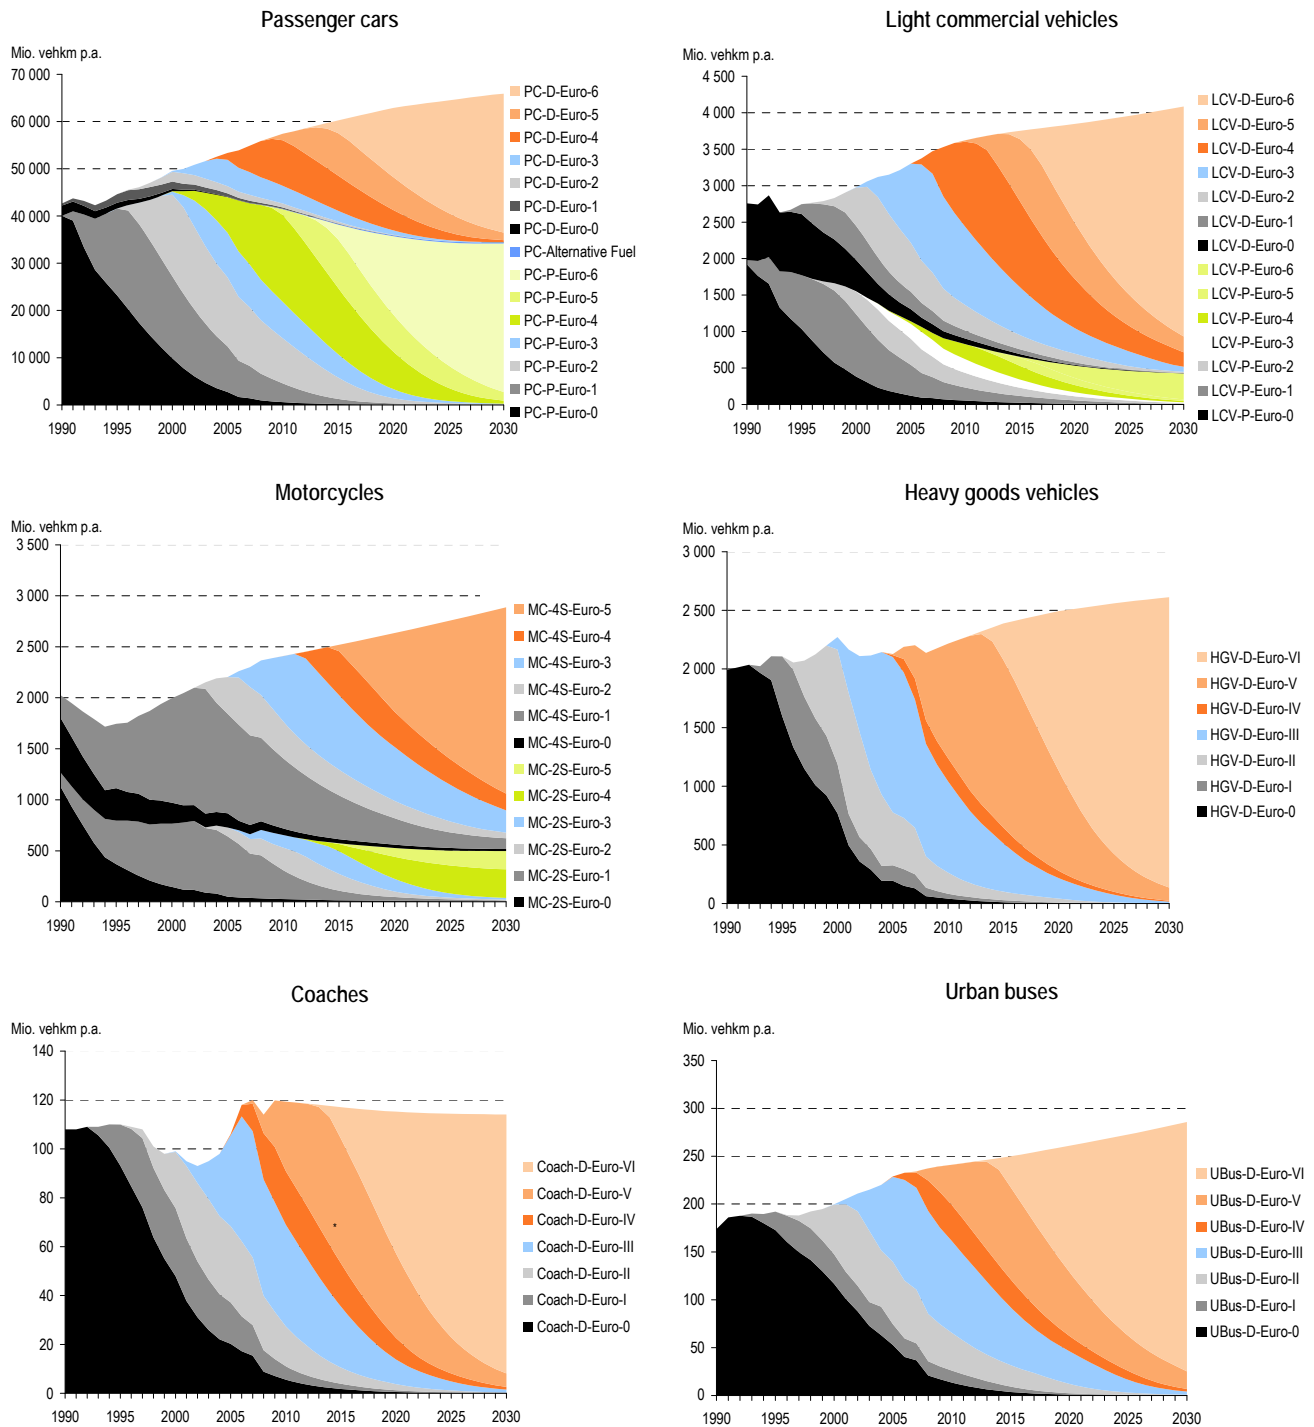 Passenger cars
Mio. vehkm p.a.
70 000
60 000
50 000
40 000
30 000
20 000
10 000
0
1990 1995 2000 2005 2010 2015 2020 2025 2030
PC-D-Euro-6
PC-D-Euro-5
PC-D-Euro-4
PC-D-Euro-3
PC-D-Euro-2
PC-D-Euro-1
PC-D-Euro-0
PC-Alternative Fuel
PC-P-Euro-6
PC-P-Euro-5
PC-P-Euro-4
PC-P-Euro-3
PC-P-Euro-2
PC-P-Euro-1
PC-P-Euro-0
Light commercial vehicles
Mio. vehkm p.a.
4 500
4 000
3 500
3 000
2 500
2 000
1 500
1 000
500
0
1990 1995 2000 2005 2010 2015 2020 2025 2030
LCV-D-Euro-6
LCV-D-Euro-5
LCV-D-Euro-4
LCV-D-Euro-3
LCV-D-Euro-2
LCV-D-Euro-1
LCV-D-Euro-0
LCV-P-Euro-6
LCV-P-Euro-5
LCV-P-Euro-4
LCV-P-Euro-3
LCV-P-Euro-2
LCV-P-Euro-1
LCV-P-Euro-0
Motorcycles
Mio. vehkm p.a.
3 500
3 000
2 500
2 000
1 500
1 000
500
0
1990 1995 2000 2005 2010 2015 2020 2025 2030
MC-4S-Euro-5
MC-4S-Euro-4
MC-4S-Euro-3
MC-4S-Euro-2
MC-4S-Euro-1
MC-4S-Euro-0
MC-2S-Euro-5
MC-2S-Euro-4
MC-2S-Euro-3
MC-2S-Euro-2
MC-2S-Euro-1
MC-2S-Euro-0
Heavy goods vehicles
Mio. vehkm p.a.
3 000
2 500
2 000
1 500
1 000
500
0
1990 1995 2000 2005 2010 2015 2020 2025 2030
HGV-D-Euro-VI
HGV-D-Euro-V
HGV-D-Euro-IV
HGV-D-Euro-III
HGV-D-Euro-II
HGV-D-Euro-I
HGV-D-Euro-0
Coaches
Mio. vehkm p.a.
140
120
100
80
60
40
20
0
1990 1995 2000 2005 2010 2015 2020 2025 2030
Coach-D-Euro-VI
Coach-D-Euro-V
Coach-D-Euro-IV
Coach-D-Euro-III
Coach-D-Euro-II
Coach-D-Euro-I
Coach-D-Euro-0
Urban buses
Mio. vehkm p.a.
350
300
250
200
150
100
50
0
1990 1995 2000 2005 2010 2015 2020 2025 2030
UBus-D-Euro-VI
UBus-D-Euro-V
UBus-D-Euro-IV
UBus-D-Euro-III
UBus-D-Euro-II
UBus-D-Euro-I
UBus-D-Euro-0